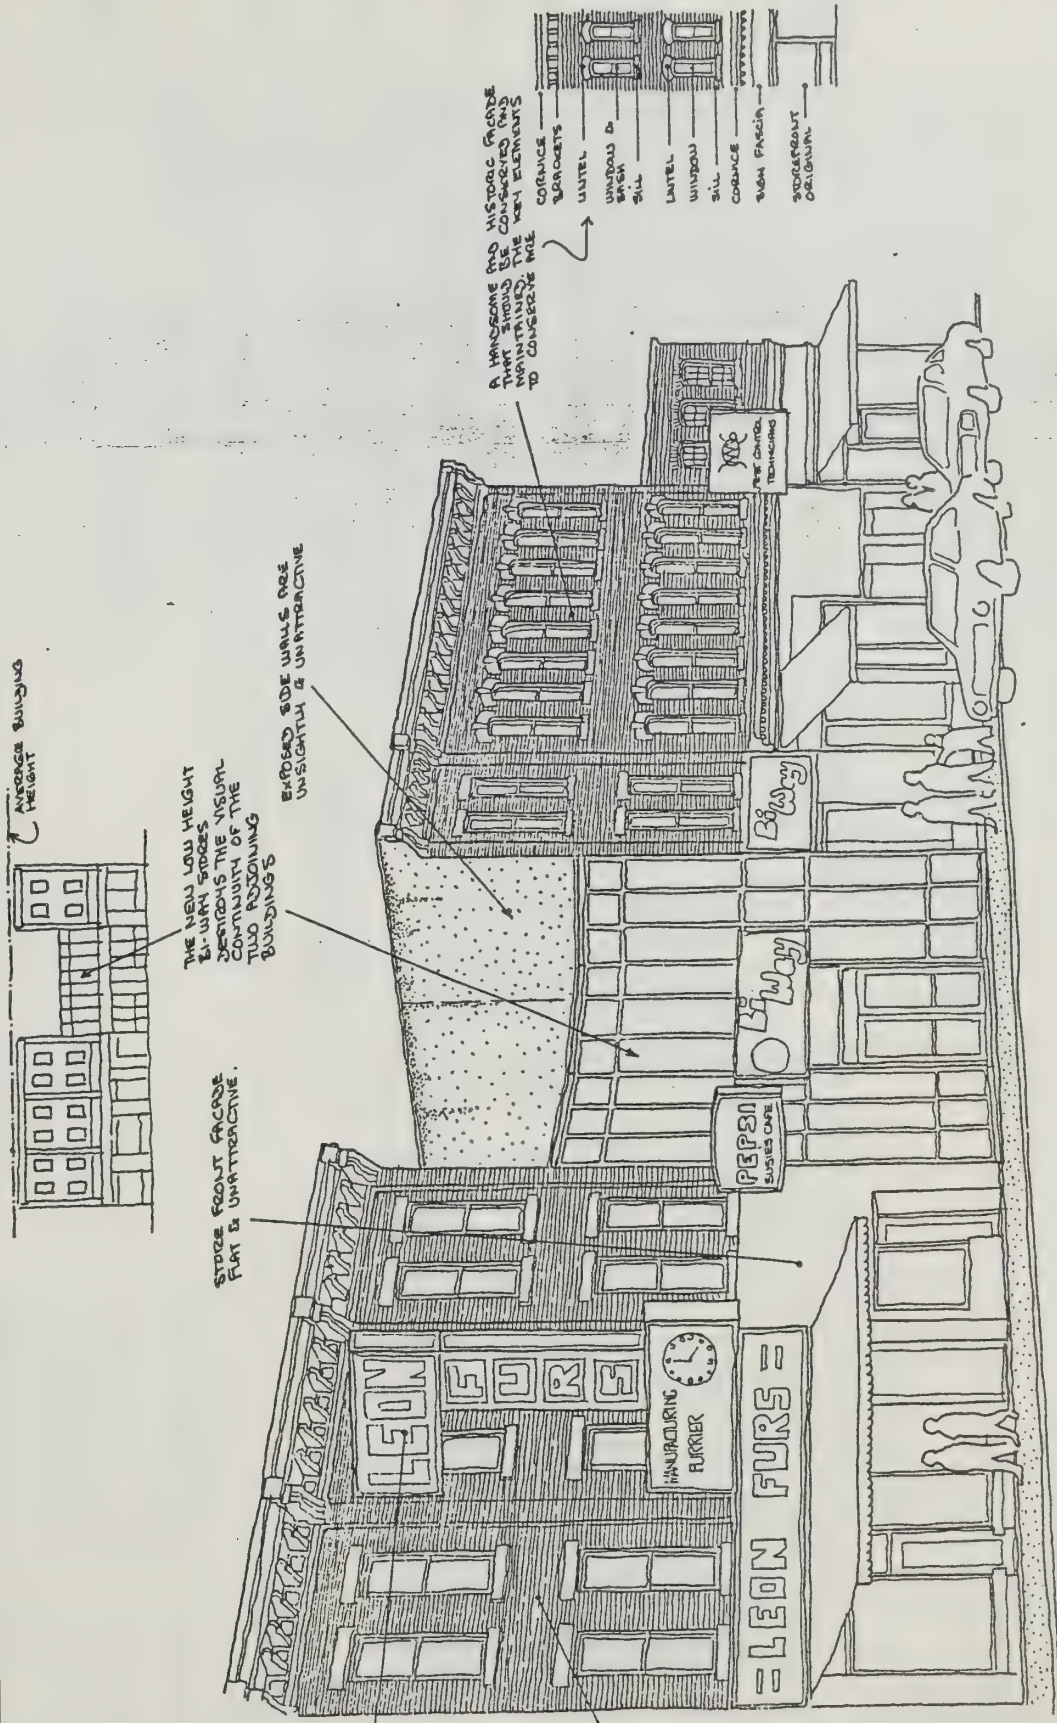 AVERAGE BUILDING
HEIGHT
THE NEW LOW HEIGHT
BI-WAY STORES
DESTROYS THE VISUAL
CONTINUITY OF THE
TWO ADJOINING
BUILDINGS
STORE FRONT FACADE
FLAT & UNATTRACTIVE.
EXPOSED SIDE WALLS ARE
UNSIGHTLY & UNATTRACTIVE
A HANDSOME AND HISTORIC FACADE
THAT SHOULD BE CONSERVED AND
MAINTAINED. THE KEY ELEMENTS
TO CONSERVE ARE
CORNICE
BRACKETS
LINTEL
WINDOW &
SASH
SILL
LINTEL
WINDOW
SILL
CORNICE
SIGN FASCIA
STOREFRONT
ORIGINAL
LEON
FURS
MANUFACTURING
FURRIER
=LEON FURS=
PEPSI
SUSIES CAFE
Bi Way
Bi Way
PEST CONTROL
TECHNICIANS